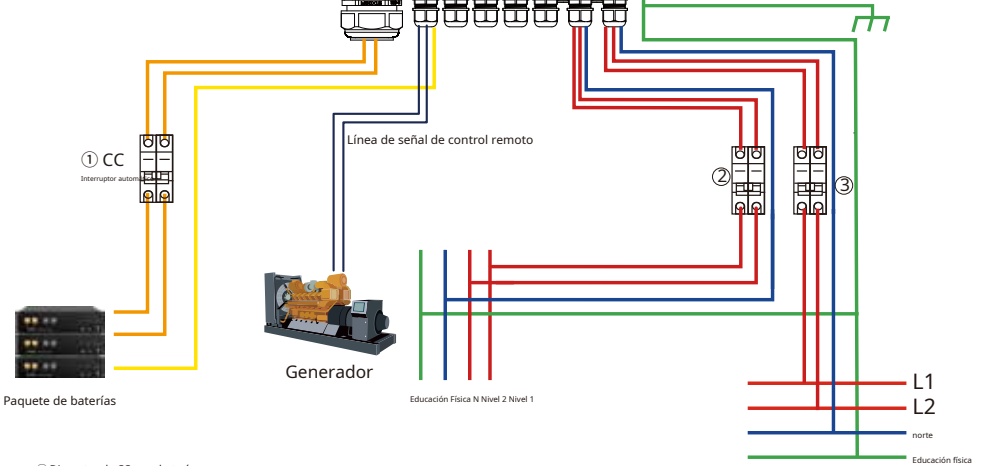 Línea de señal de control remoto
① CC
Interruptor
②
③
Generador
Paquete de baterías
Educación Física N Nivel 2 Nivel 1
L1
L2
norte
Educación física